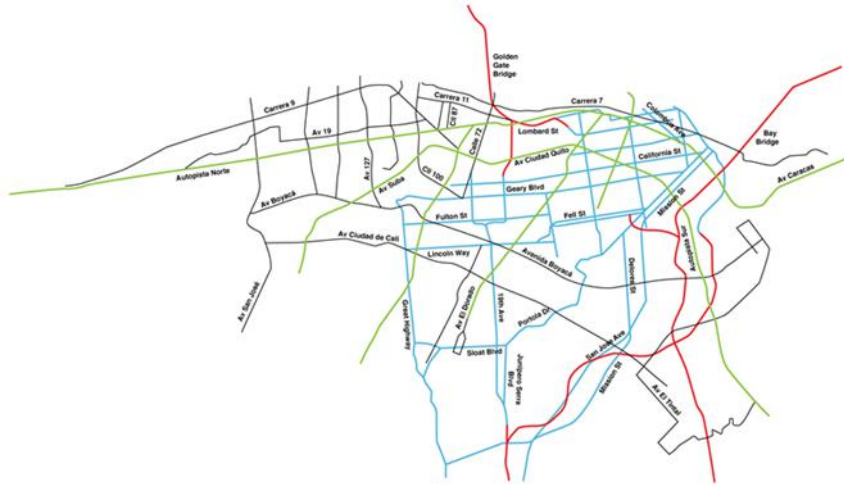 Golden
Gate
Bridge
Carrera 9
Carrera 11
Carrera 7
Cll 87
Columbus Ave
Av 19
Lombard St
Calle 72
Bay
Bridge
California St
Av Ciudad Quito
Av Caracas
Autopista Norte
Av 127
Av Suba
Cll 100
Geary Blvd
Mission St
Av Boyacá
Fulton St
Fell St
Av Ciudad de Cali
Lincoln Way
Avenida Boyacá
Autopista Sur
Dolores St
Av San José
Great Highway
Av El Dorado
19th Ave
Portola Dr
Sloat Blvd
San Jose Ave
Junipero Serra
Blvd
Mission St
Av El Tintal